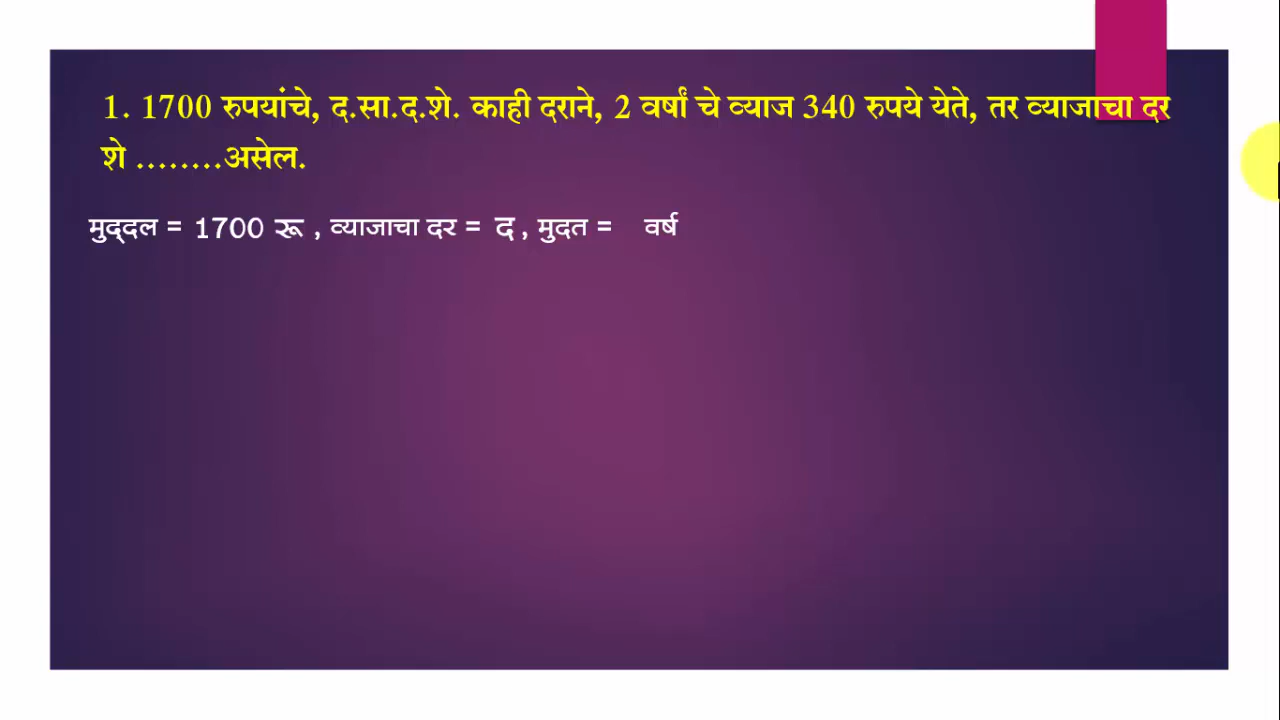 1. 1700 रुपयांचे, द.सा.द.शे. काही दराने, 2 वर्षां चे व्याज 340 रुपये येते, तर व्याजाचा दर
शे ........असेल.
मुद्‌दल = 1700 रू , व्याजाचा दर = द , मुदत = वर्ष